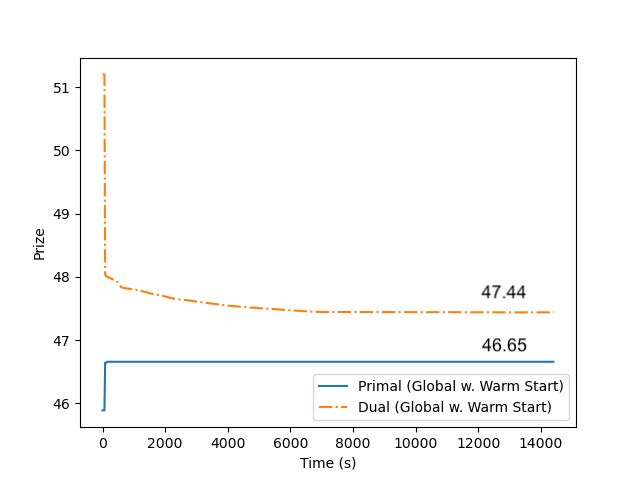 51
50
49
48
47
46
Prize
47.44
46.65
Primal (Global w. Warm Start)
Dual (Global w. Warm Start)
0 2000 4000 6000 8000 10000 12000 14000
Time (s)